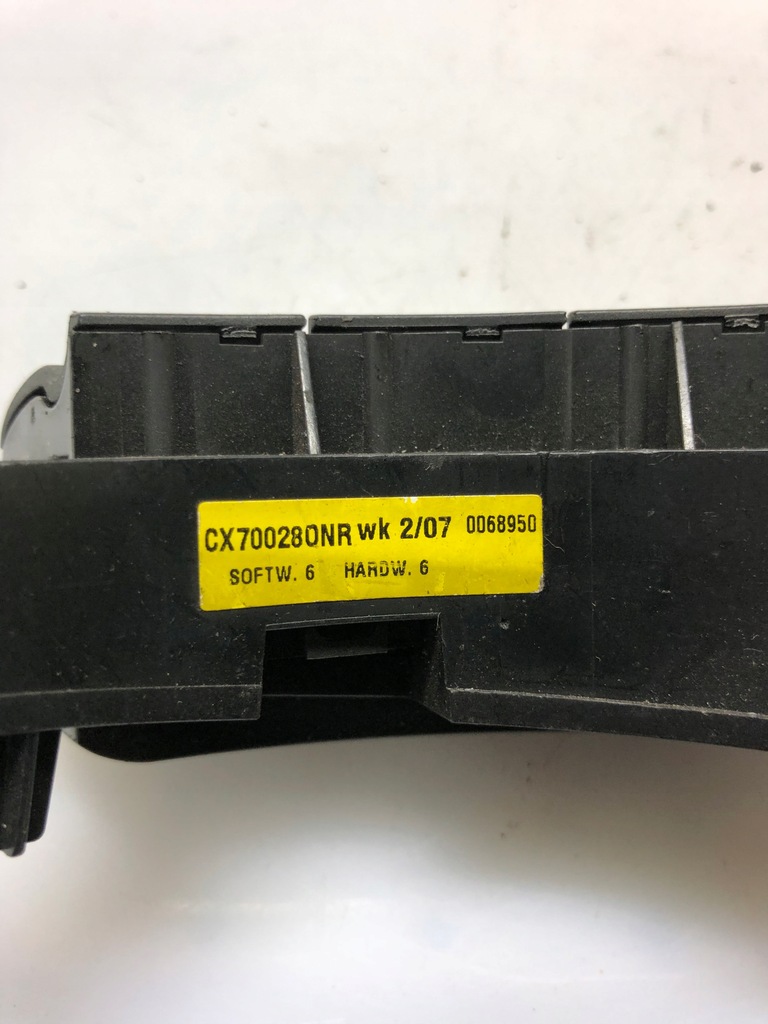 CX700280NR wk 2/07 0068950
SOFTW. 6 HARDW. 6